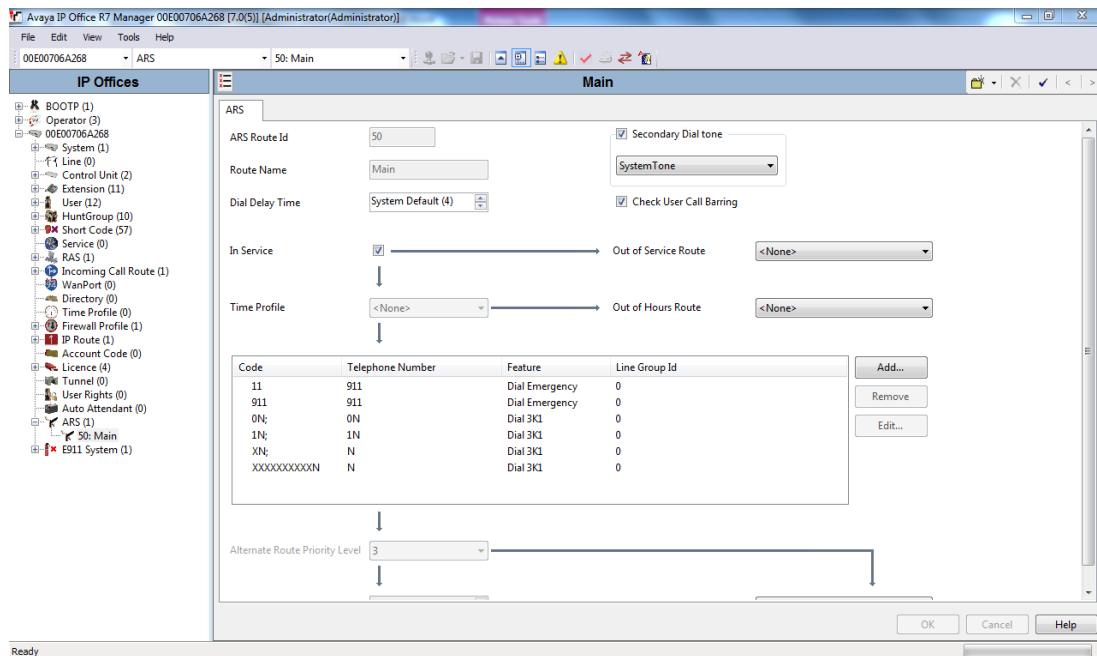 Avaya IP Office R7 Manager 00E00706A268 [7.0(5)] [Administrator(Administrator)]
File Edit View Tools Help
00E00706A268 ARS 50: Main
IP Offices
BOOTP (1)
Operator (3)
00E00706A268
System (1)
Line (0)
Control Unit (2)
Extension (11)
User (12)
HuntGroup (10)
Short Code (57)
Service (0)
RAS (1)
Incoming Call Route (1)
WanPort (0)
Directory (0)
Time Profile (0)
Firewall Profile (1)
IP Route (1)
Account Code (0)
Licence (4)
Tunnel (0)
User Rights (0)
Auto Attendant (0)
ARS (1)
50: Main
E911 System (1)
Main
ARS
ARS Route Id 50
Secondary Dial tone
SystemTone
Route Name Main
Dial Delay Time System Default (4)
Check User Call Barring
In Service Out of Service Route <None>
Time Profile <None> Out of Hours Route <None>
Code Telephone Number Feature Line Group Id
11 911 Dial Emergency 0
911 911 Dial Emergency 0
0N; 0N Dial 3K1 0
1N; 1N Dial 3K1 0
XN; N Dial 3K1 0
XXXXXXXXXXN N Dial 3K1 0
Add...
Remove
Edit...
Alternate Route Priority Level 3
OK Cancel Help
Ready